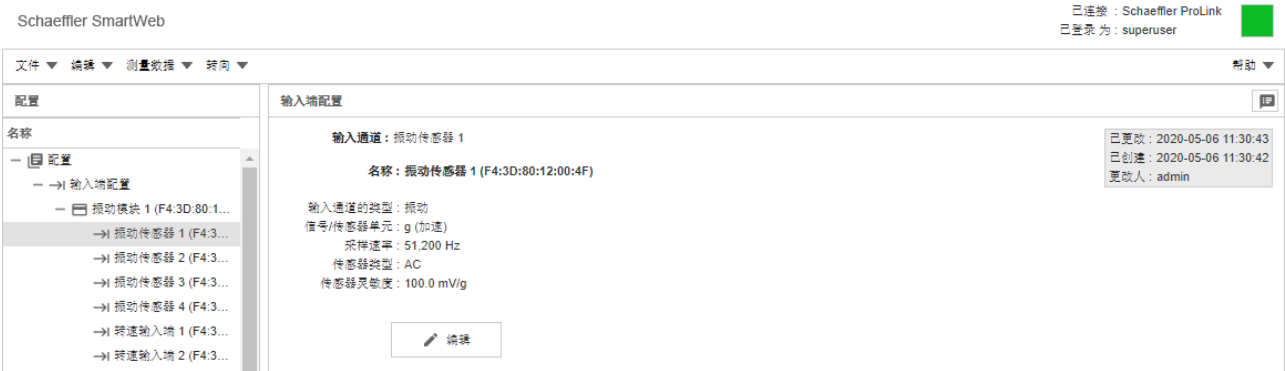 Schaeffler SmartWeb
已连接 : Schaeffler ProLink
已登录 为 : superuser
文件 编辑 测量数据 转向 帮助
配置
名称
配置
输入端配置
振动模块 1 (F4:3D:80:1...
振动传感器 1 (F4:3...
振动传感器 2 (F4:3...
振动传感器 3 (F4:3...
振动传感器 4 (F4:3...
转速输入端 1 (F4:3...
转速输入端 2 (F4:3...
输入端配置
输入通道 : 振动传感器 1
名称 : 振动传感器 1 (F4:3D:80:12:00:4F)
输入通道的类型 : 振动
信号/传感器单元 : g (加速)
采样速率 : 51,200 Hz
传感器类型 : AC
传感器灵敏度 : 100.0 mV/g
编辑
已更改 : 2020-05-06 11:30:43
已创建 : 2020-05-06 11:30:42
更改人 : admin